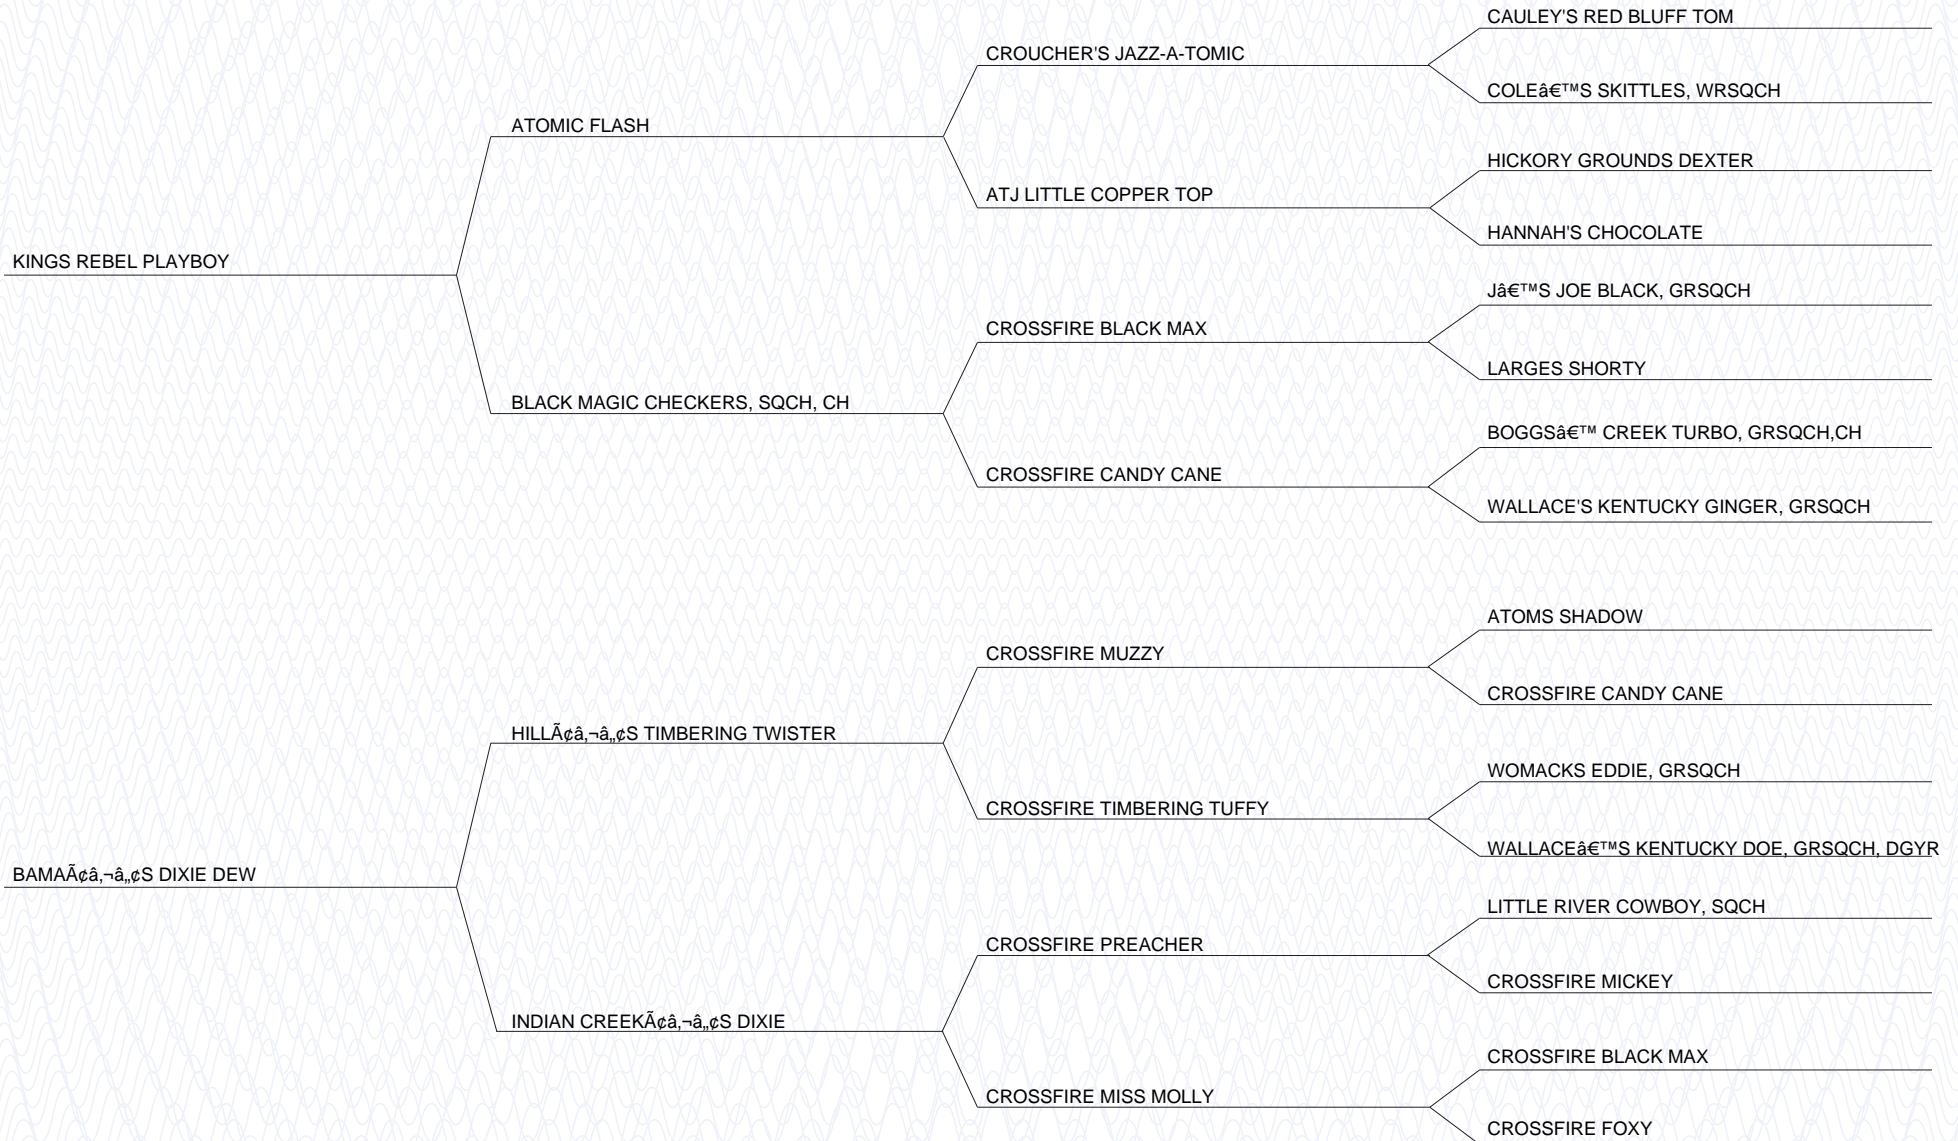 CAULEY'S RED BLUFF TOM
CROUCHER'S JAZZ-A-TOMIC
COLEâ€™S SKITTLES, WRSQCH
ATOMIC FLASH
HICKORY GROUNDS DEXTER
ATJ LITTLE COPPER TOP
HANNAH'S CHOCOLATE
KINGS REBEL PLAYBOY
Jâ€™S JOE BLACK, GRSQCH
CROSSFIRE BLACK MAX
LARGES SHORTY
BLACK MAGIC CHECKERS, SQCH, CH
BOGGSâ€™ CREEK TURBO, GRSQCH,CH
CROSSFIRE CANDY CANE
WALLACE'S KENTUCKY GINGER, GRSQCH
ATOMS SHADOW
CROSSFIRE MUZZY
CROSSFIRE CANDY CANE
HILLÃ¢â‚¬â„¢S TIMBERING TWISTER
WOMACKS EDDIE, GRSQCH
CROSSFIRE TIMBERING TUFFY
WALLACEâ€™S KENTUCKY DOE, GRSQCH, DGYR
BAMAÃ¢â‚¬â„¢S DIXIE DEW
LITTLE RIVER COWBOY, SQCH
CROSSFIRE PREACHER
CROSSFIRE MICKEY
INDIAN CREEKÃ¢â‚¬â„¢S DIXIE
CROSSFIRE BLACK MAX
CROSSFIRE MISS MOLLY
CROSSFIRE FOXY